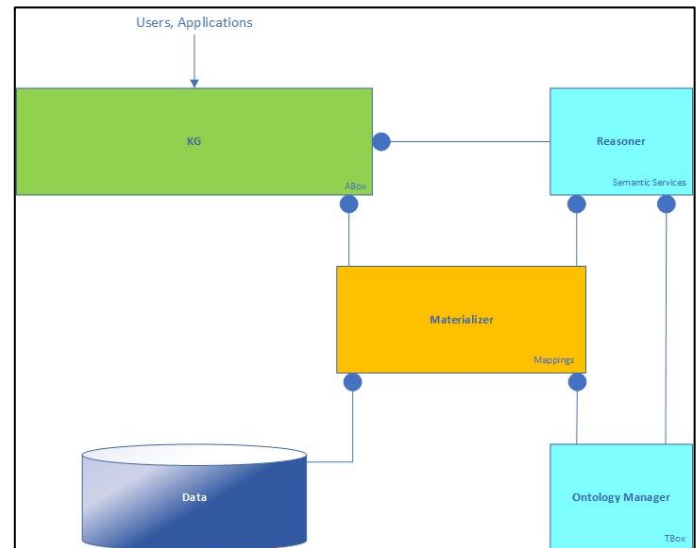 Users, Applications
KG
ABox
Reasoner
Semantic Services
Materializer
Mappings
Data
Ontology Manager
TBox